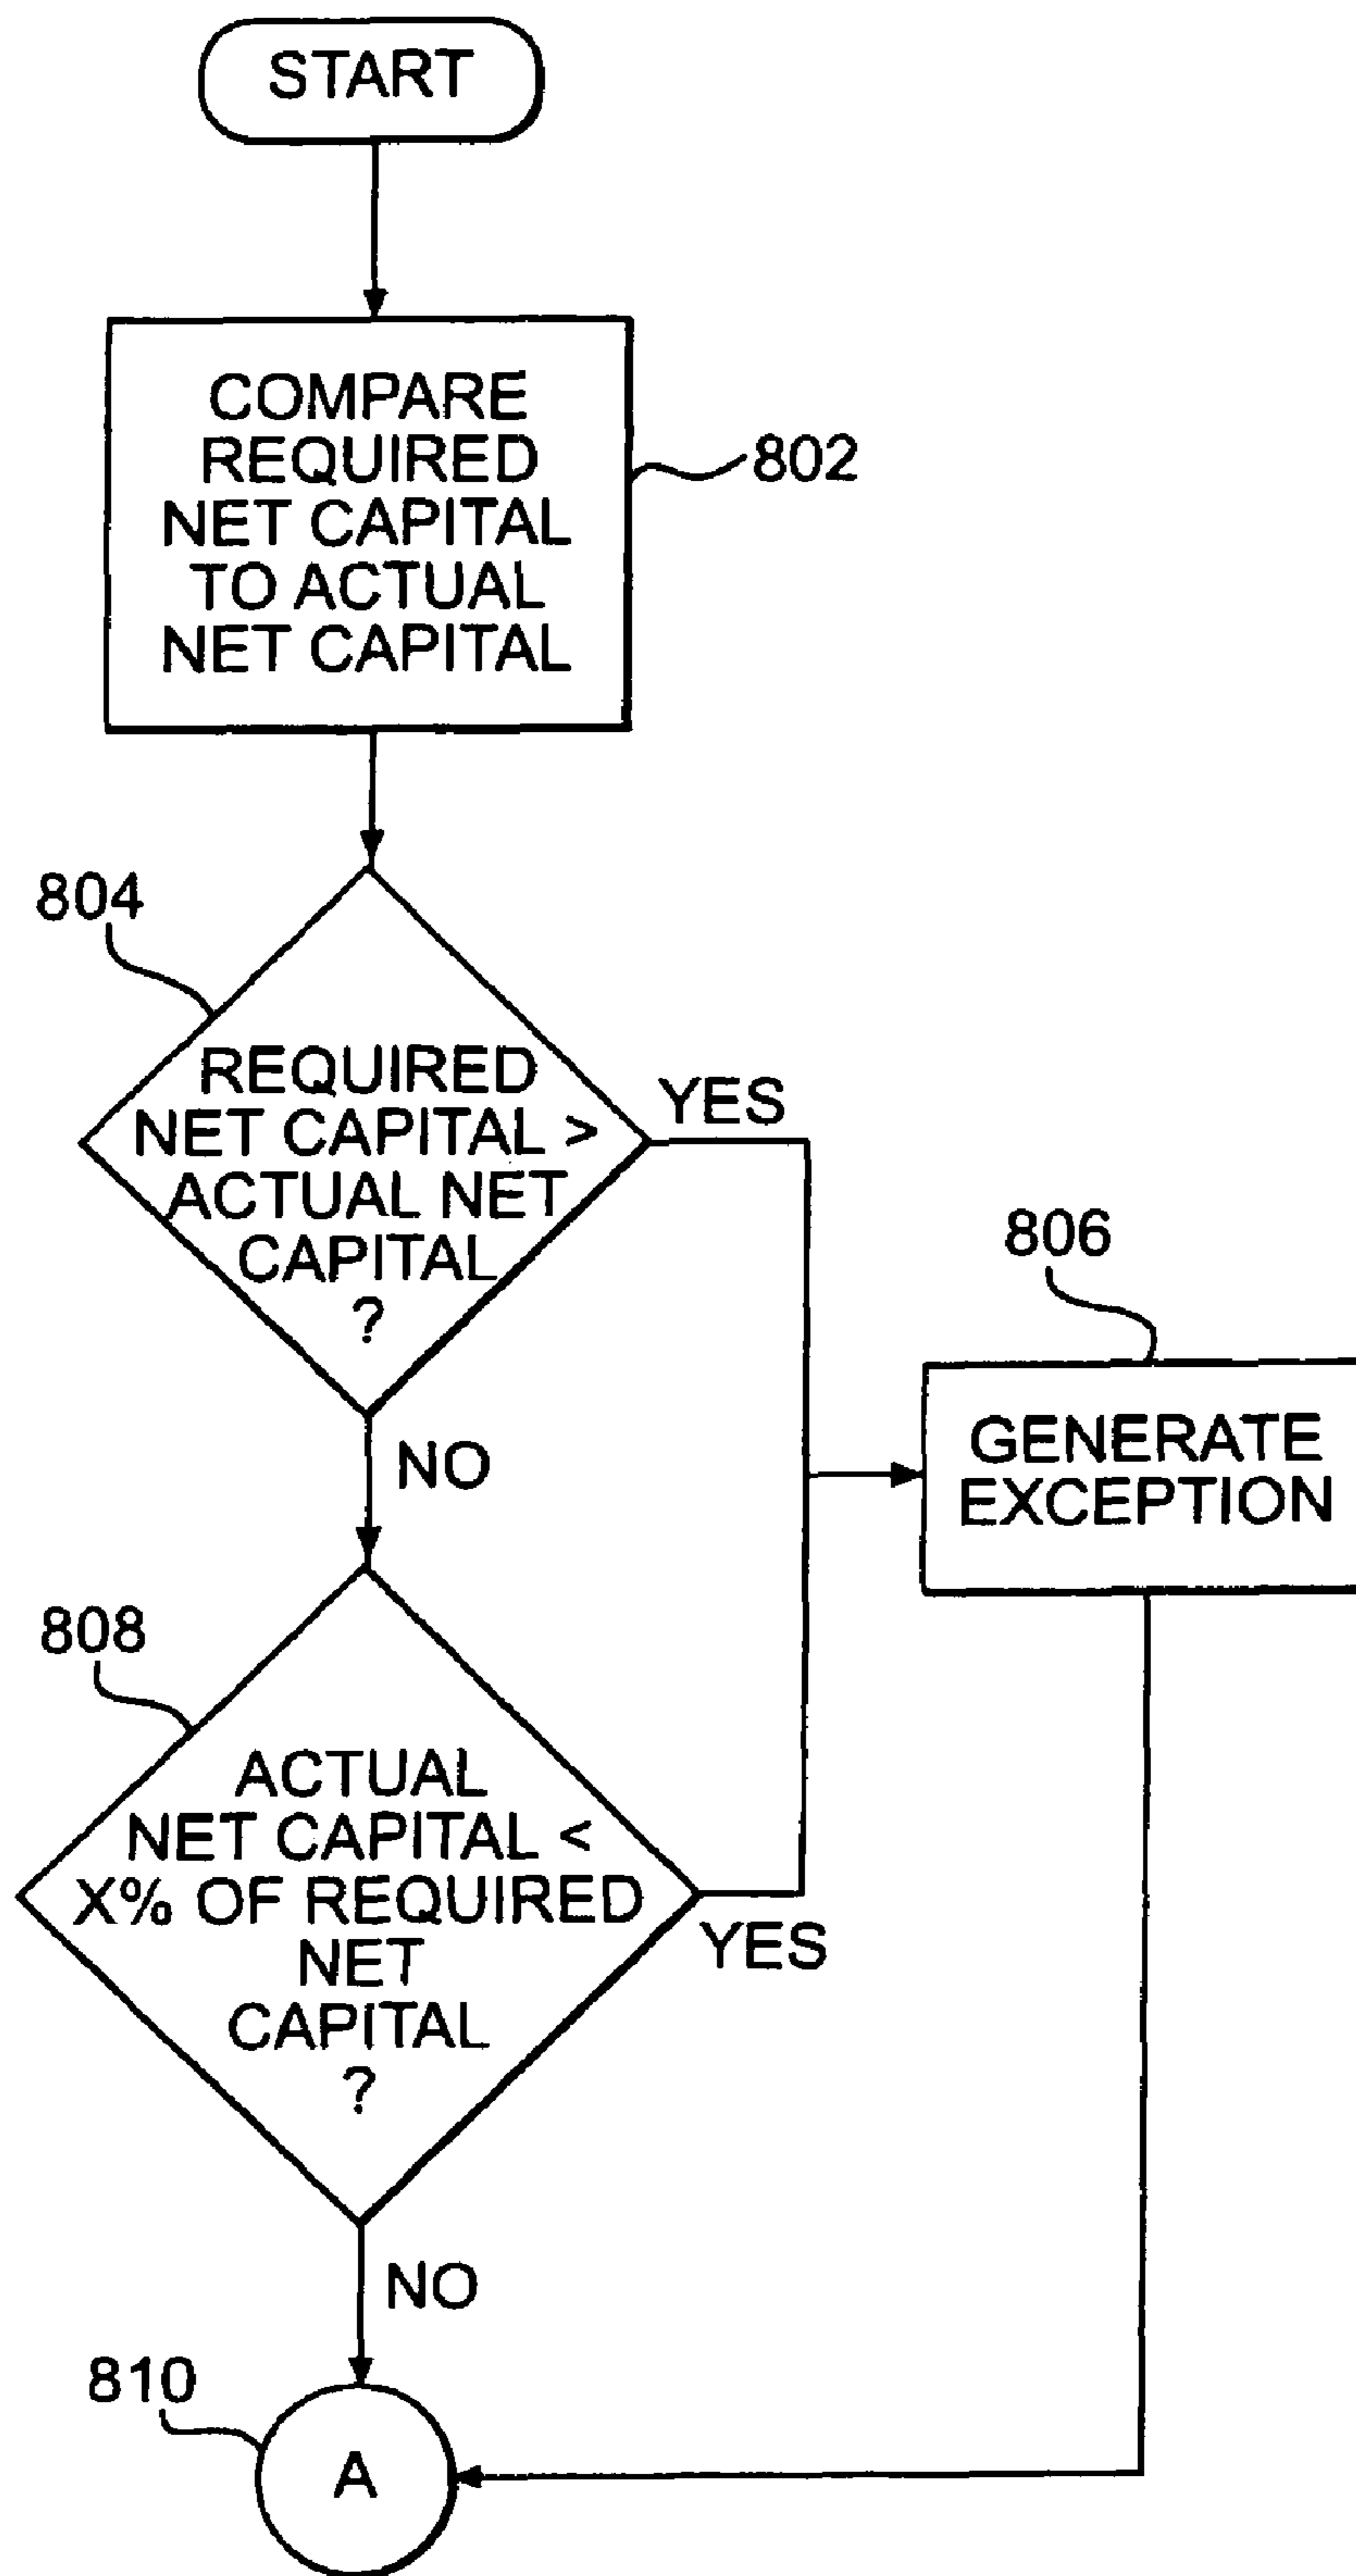 START
COMPARE
REQUIRED
NET CAPITAL
TO ACTUAL
NET CAPITAL
802
804
REQUIRED
NET CAPITAL >
ACTUAL NET
CAPITAL
?
YES
NO
806
GENERATE
EXCEPTION
808
ACTUAL
NET CAPITAL <
X% OF REQUIRED
NET
CAPITAL
?
YES
NO
810
A